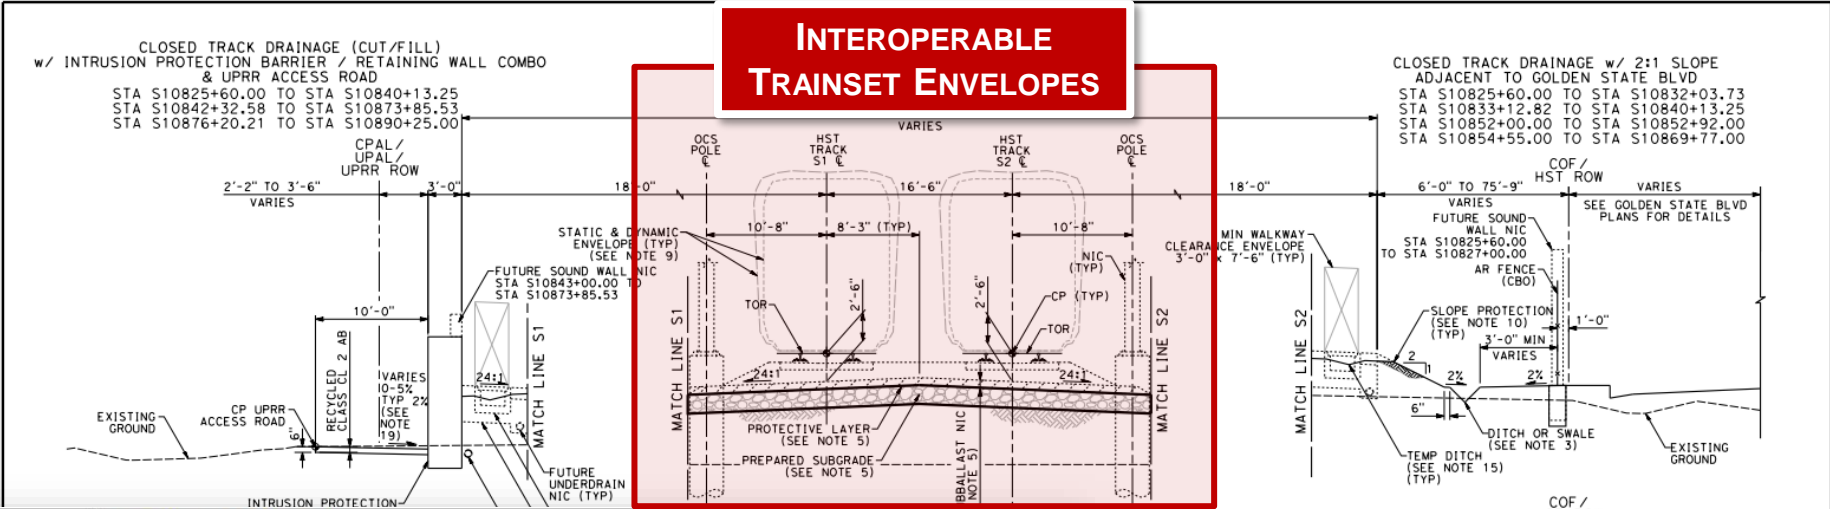 INTEROPERABLE
TRAINSET ENVELOPES
CLOSED TRACK DRAINAGE (CUT/FILL)
w/ INTRUSION PROTECTION BARRIER / RETAINING WALL COMBO
& UPRR ACCESS ROAD
STA S10825+60.00 TO STA S10840+13.25
STA S10842+32.58 TO STA S10873+85.53
STA S10876+20.21 TO STA S10890+25.00
CLOSED TRACK DRAINAGE w/ 2:1 SLOPE
ADJACENT TO GOLDEN STATE BLVD
STA S10825+60.00 TO STA S10832+03.73
STA S10833+12.82 TO STA S10840+13.25
STA S10852+00.00 TO STA S10852+92.00
STA S10854+55.00 TO STA S10869+77.00
CPAL/
UPAL/
UPRR ROW
VARIES
OCS
POLE
℄
HST
TRACK
S1 ℄
HST
TRACK
S2 ℄
OCS
POLE
℄
COF/
HST ROW
2'-2" TO 3'-6"
VARIES
3'-0"
18'-0"
16'-6"
18'-0"
6'-0" TO 75'-9"
VARIES
VARIES
SEE GOLDEN STATE BLVD
PLANS FOR DETAILS
STATIC & DYNAMIC
ENVELOPE (TYP)
(SEE NOTE 9)
10'-8"
8'-3" (TYP)
10'-8"
NIC
(TYP)
MIN WALKWAY
CLEARANCE ENVELOPE
3'-0" x 7'-6" (TYP)
FUTURE SOUND
WALL NIC
STA S10825+60.00
TO STA S10827+00.00
AR FENCE
(CBO)
FUTURE SOUND WALL NIC
STA S10843+00.00 TO
STA S10873+85.53
TOR
2'-6"
2'-6"
CP (TYP)
TOR
10'-0"
SLOPE PROTECTION
(SEE NOTE 10)
(TYP)
1'-0"
3'-0" MIN
VARIES
MATCH LINE S1
MATCH LINE S1
MATCH LINE S2
MATCH LINE S2
RECYCLED
CLASS CL 2 AB
VARIES
0-5%
TYP 2%
(SEE
NOTE
19)
24:1
24:1
24:1
2
1
2%
2%
6"
EXISTING
GROUND
CP UPRR
ACCESS ROAD
6"
PROTECTIVE LAYER
(SEE NOTE 5)
PREPARED SUBGRADE
(SEE NOTE 5)
BBALLAST NIC
NOTE 5)
FUTURE
UNDERDRAIN
NIC (TYP)
INTRUSION PROTECTION
DITCH OR SWALE
(SEE NOTE 3)
TEMP DITCH
(SEE NOTE 15)
(TYP)
EXISTING
GROUND
COF/